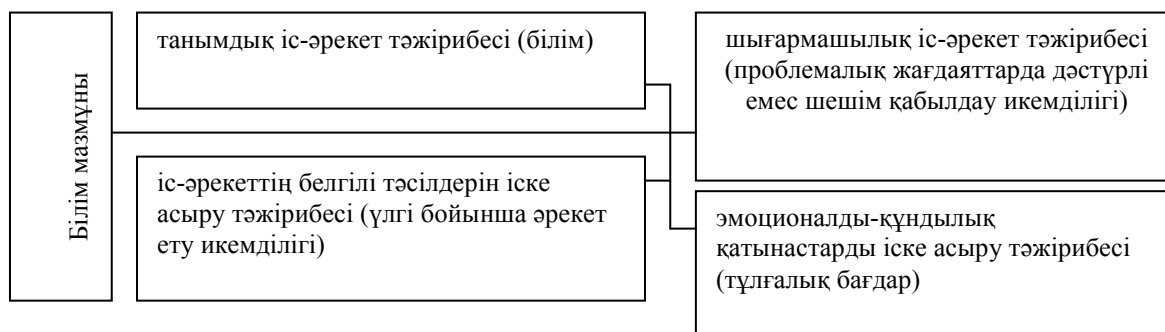 Білім мазмұны
танымдық іс-әрекет тәжірибесі (білім)
іс-әрекеттің белгілі тәсілдерін іске
асыру тәжірибесі (үлгі бойынша әрекет
ету икемділігі)
шығармашылық іс-әрекет тәжірибесі
(проблемалық жағдаяттарда дәстүрлі
емес шешім қабылдау икемділігі)
эмоционалды-құндылық
қатынастарды іске асыру тәжірибесі
(тұлғалық бағдар)